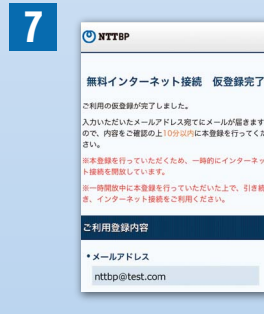 7
NTTBP
無料インターネット接続 仮登録完了
ご利用の仮登録が完了しました。
入力いただいたメールアドレス宛てにメールが届きます
ので、内容をご確認の上10分以内に本登録を行ってくだ
さい。
※本登録を行っていただくため、一時的にインターネッ
ト接続を開放しています。
※一時開放中に本登録を行っていただいた上で、引き続
き、インターネット接続をご利用ください。
ご利用登録内容
•メールアドレス
nttbp@test.com